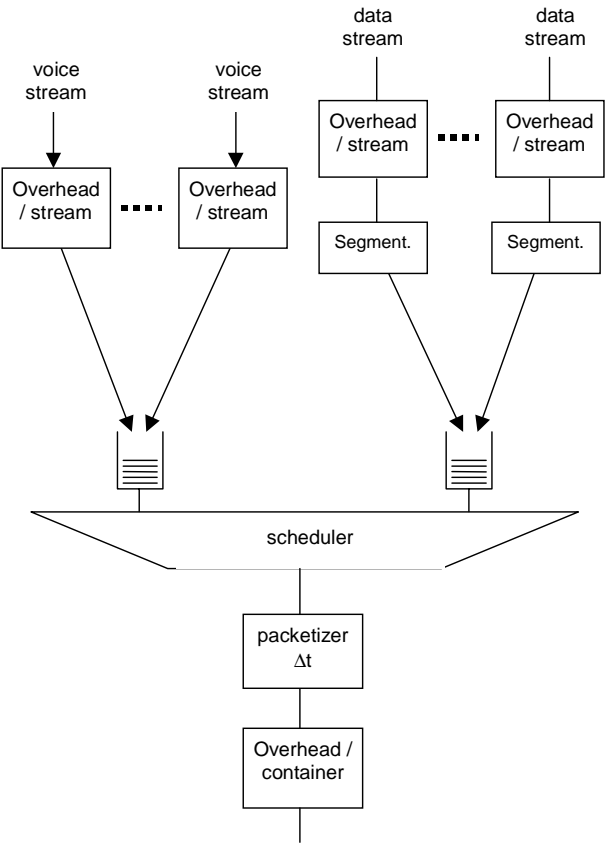 data
stream
data
stream
voice
stream
voice
stream
Overhead
/ stream
Overhead
/ stream
Overhead
/ stream
Overhead
/ stream
Segment.
Segment.
scheduler
packetizer
Δt
Overhead /
container